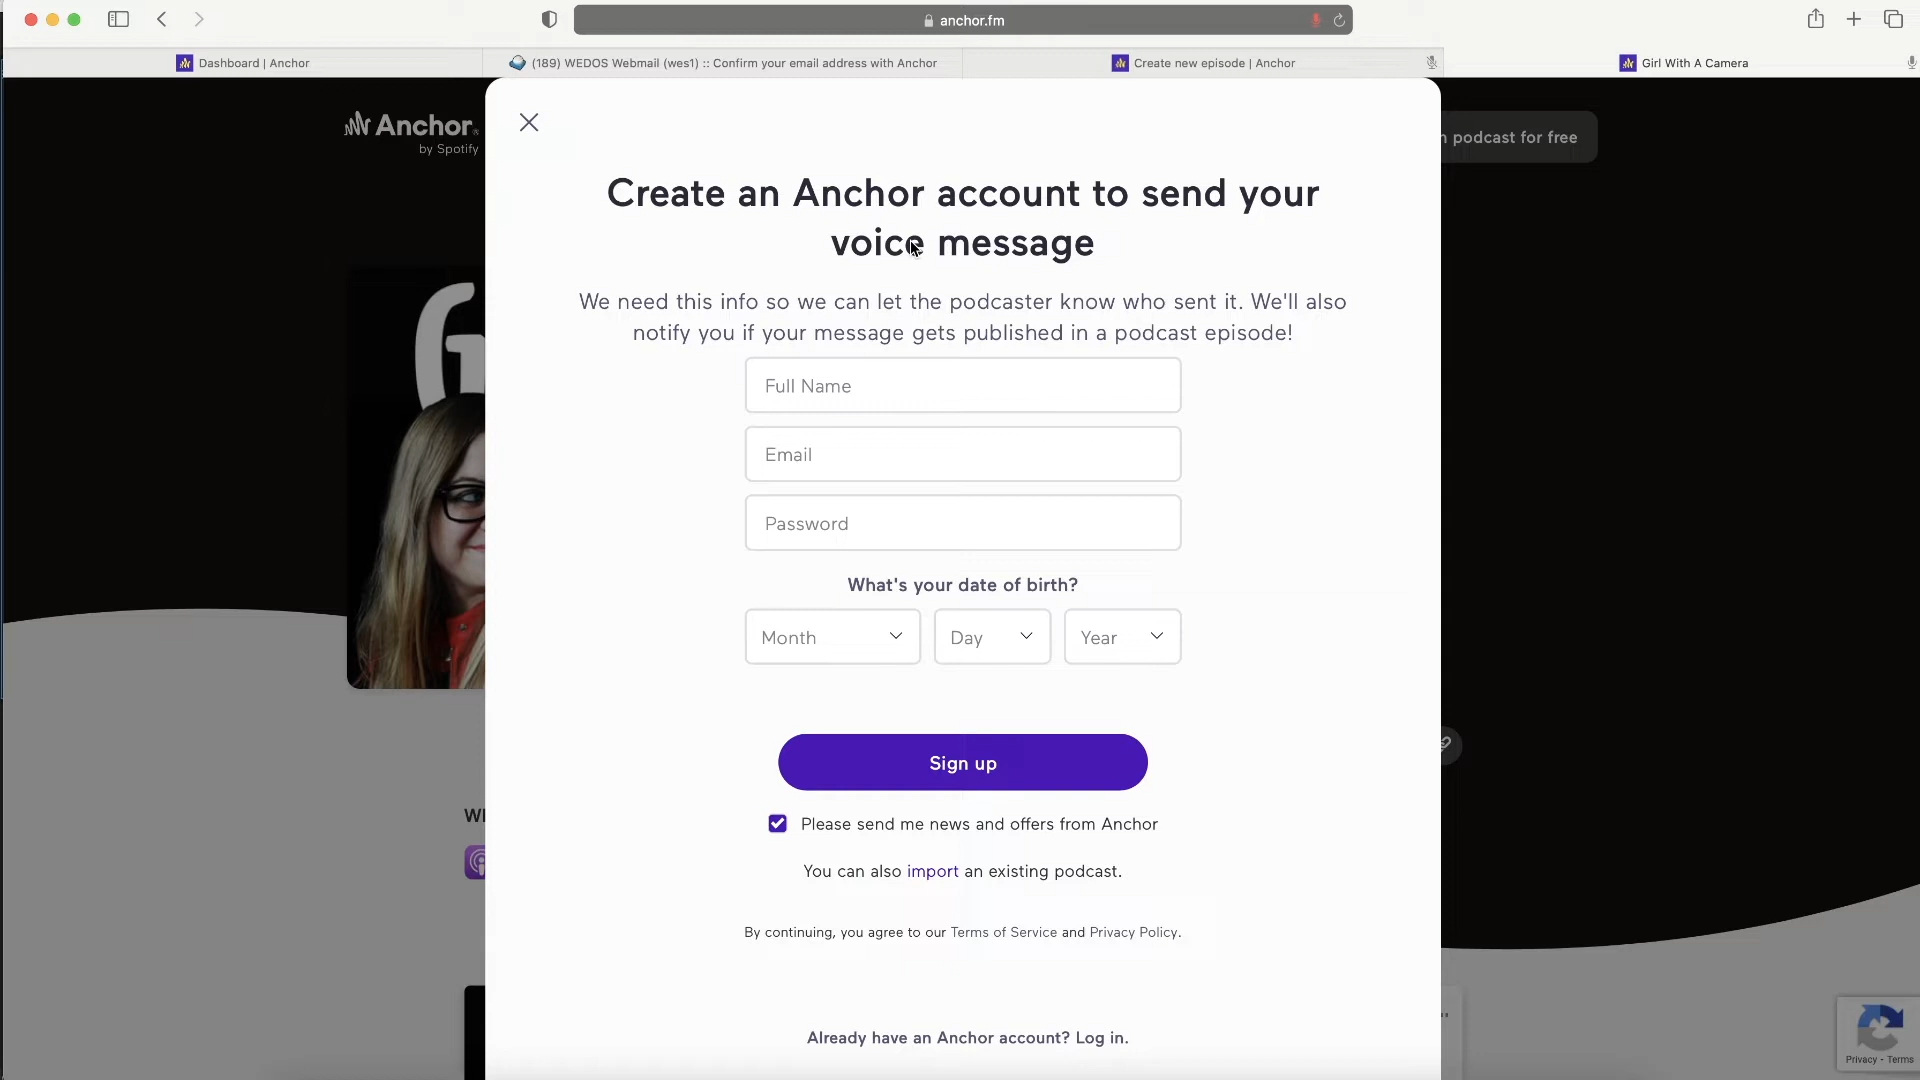 anchor.fm
Dashboard | Anchor
(189) WEDOS Webmail (wes1) :: Confirm your email address with Anchor
Create new episode | Anchor
Girl With A Camera
Anchor
by Spotify
podcast for free
Create an Anchor account to send your
voice message
We need this info so we can let the podcaster know who sent it. We'll also
notify you if your message gets published in a podcast episode!
Full Name
Email
Password
What's your date of birth?
Month
Day
Year
Sign up
Please send me news and offers from Anchor
You can also import an existing podcast.
By continuing, you agree to our Terms of Service and Privacy Policy.
Already have an Anchor account? Log in.
Privacy - Terms